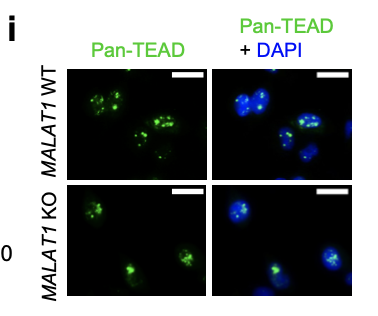 i
Pan-TEAD
Pan-TEAD
+ DAPI
MALAT1 WT
MALAT1 KO
0